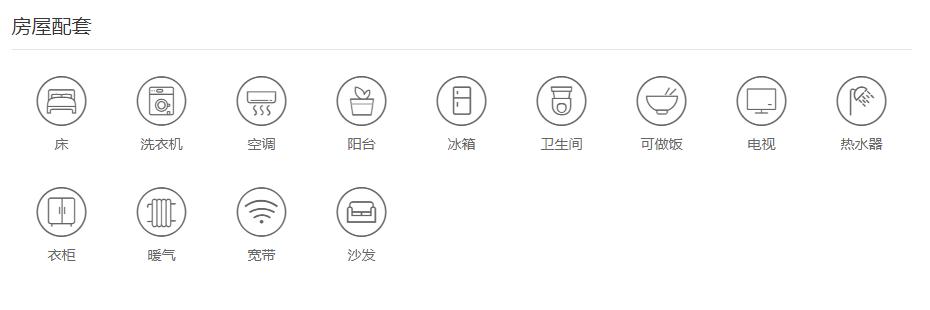 房屋配套
床 洗衣机 空调 阳台 冰箱 卫生间 可做饭 电视 热水器
衣柜 暖气 宽带 沙发